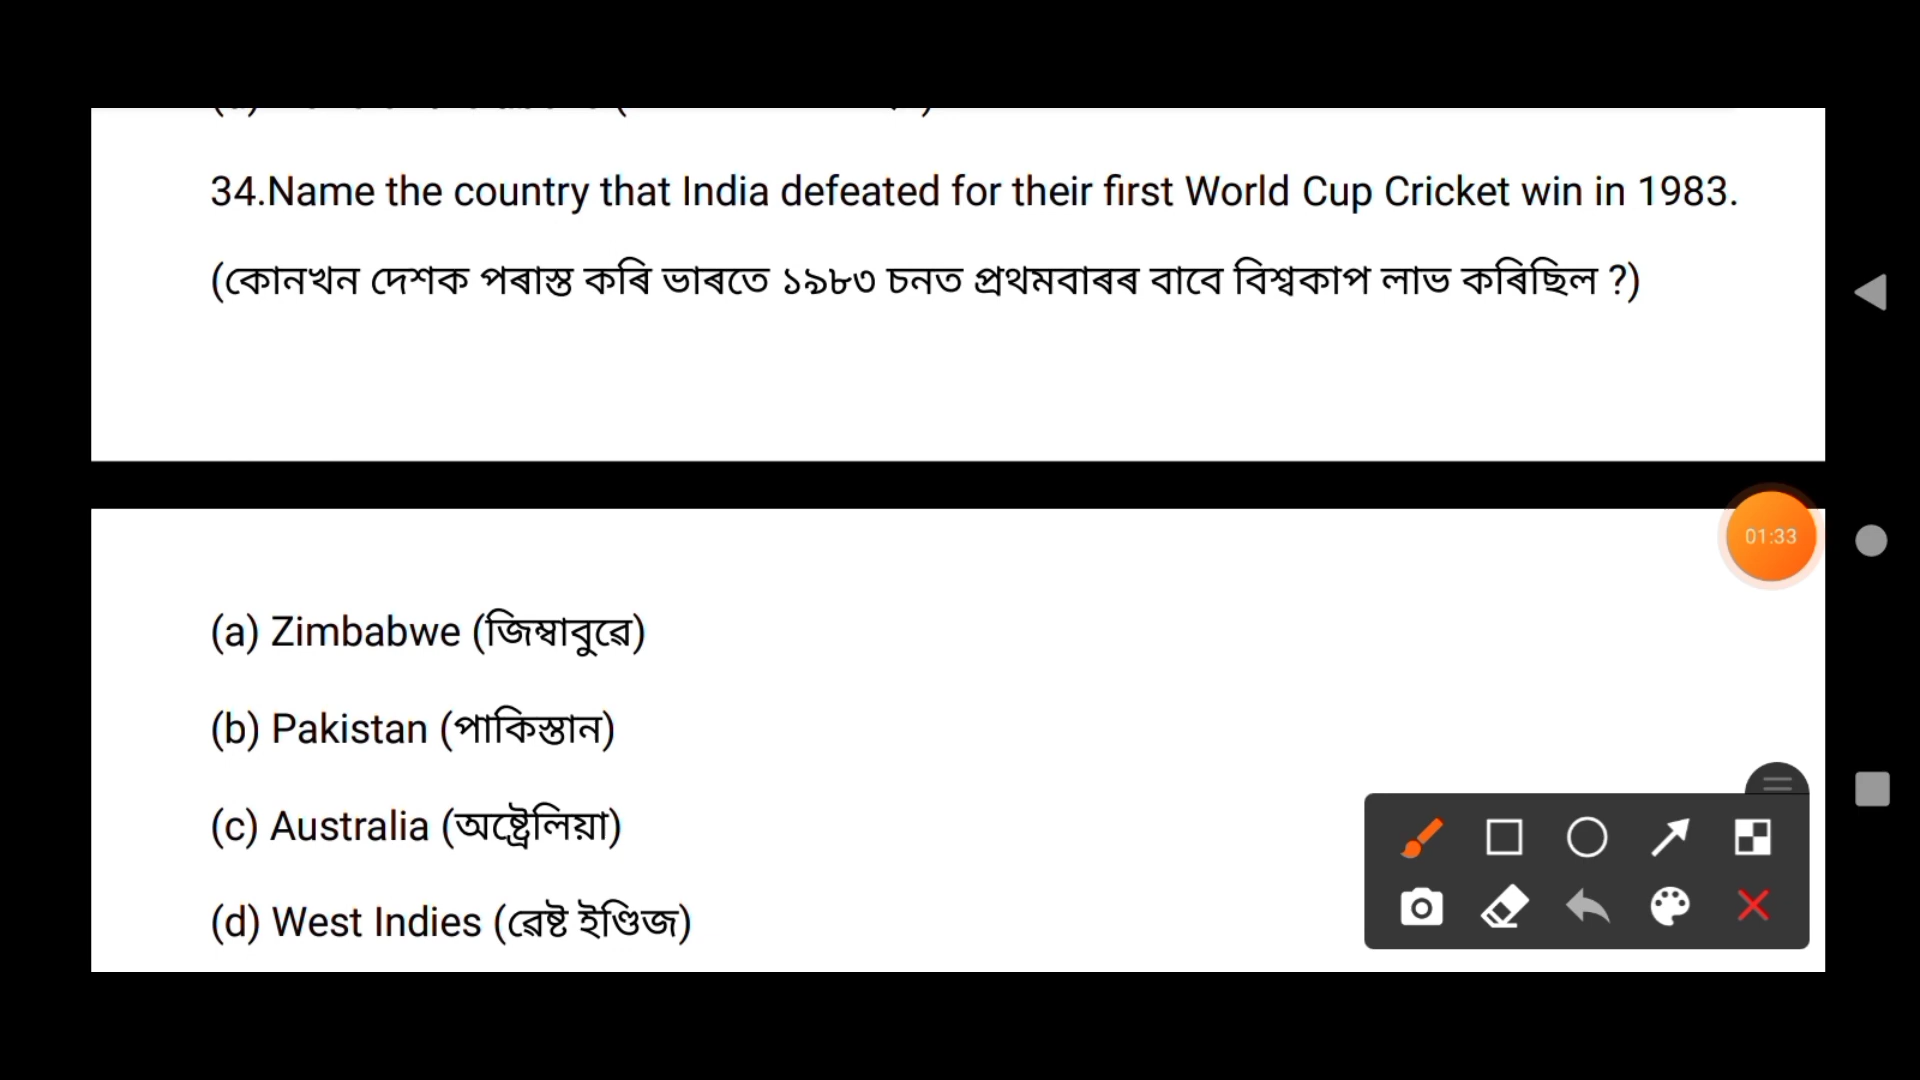 34.Name the country that India defeated for their first World Cup Cricket win in 1983.
(কোনখন দেশক পৰাস্ত কৰি ভাৰতে ১৯৮৩ চনত প্ৰথমবাৰৰ বাবে বিশ্বকাপ লাভ কৰিছিল ?)
01:33
(a) Zimbabwe (জিম্বাবুৱে)
(b) Pakistan (পাকিস্তান)
(c) Australia (অষ্ট্ৰেলিয়া)
(d) West Indies (ৱেষ্ট ইণ্ডিজ)